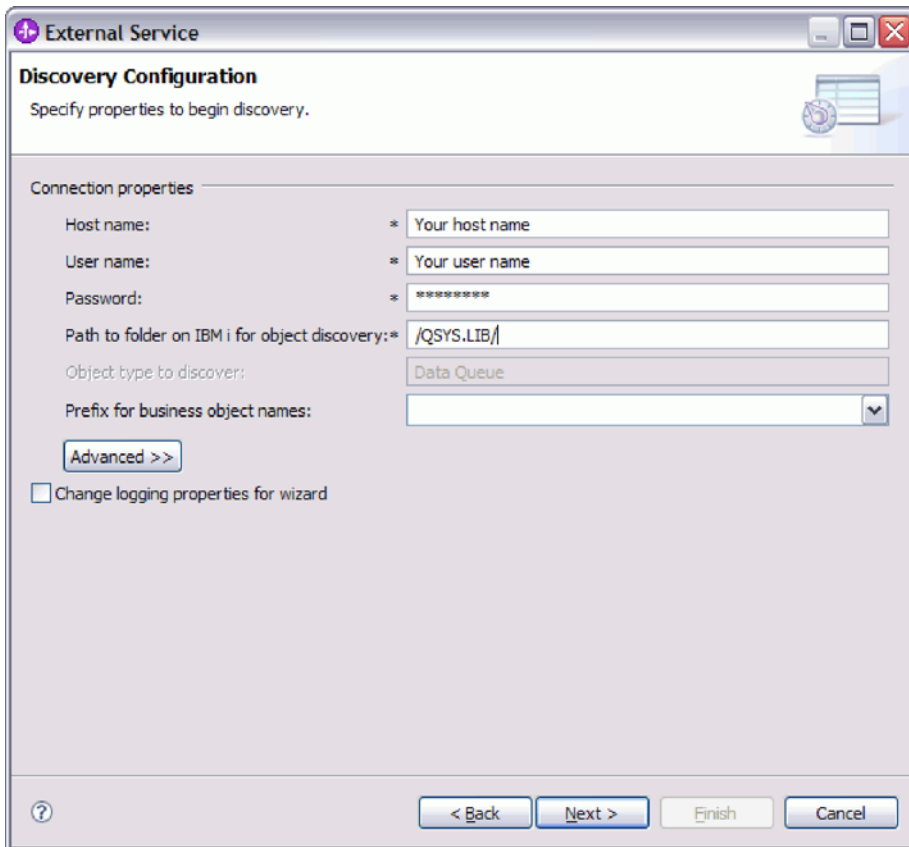 External Service
Discovery Configuration
Specify properties to begin discovery.
Connection properties
Host name: * Your host name
User name: * Your user name
Password: * ********
Path to folder on IBM i for object discovery:* /QSYS.LIB/
Object type to discover: Data Queue
Prefix for business object names:
Advanced >>
Change logging properties for wizard
? < Back Next > Finish Cancel